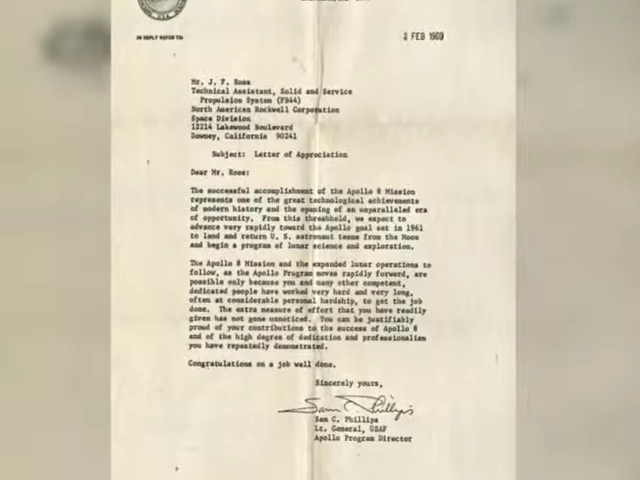 IN REPLY REFER TO:
3 FEB 1969
Mr. J. F. Ross
Technical Assistant, Solid and Service
Propulsion System (FB44)
North American Rockwell Corporation
Space Division
12214 Lakewood Boulevard
Downey, California 90241
Subject: Letter of Appreciation
Dear Mr. Ross:
The successful accomplishment of the Apollo 8 Mission
represents one of the great technological achievements
of modern history and the opening of an unparalleled era
of opportunity. From this threshhold, we expect to
advance very rapidly toward the Apollo goal set in 1961
to land and return U. S. astronaut teams from the Moon
and begin a program of lunar science and exploration.
The Apollo 8 Mission and the expanded lunar operations to
follow, as the Apollo Program moves rapidly forward, are
possible only because you and many other competent,
dedicated people have worked very hard and very long,
often at considerable personal hardship, to get the job
done. The extra measure of effort that you have readily
given has not gone unnoticed. You can be justifiably
proud of your contributions to the success of Apollo 8
and of the high degree of dedication and professionalism
you have repeatedly demonstrated.
Congratulations on a job well done.
Sincerely yours,
Sam C. Phillips
Sam C. Phillips
Lt. General, USAF
Apollo Program Director